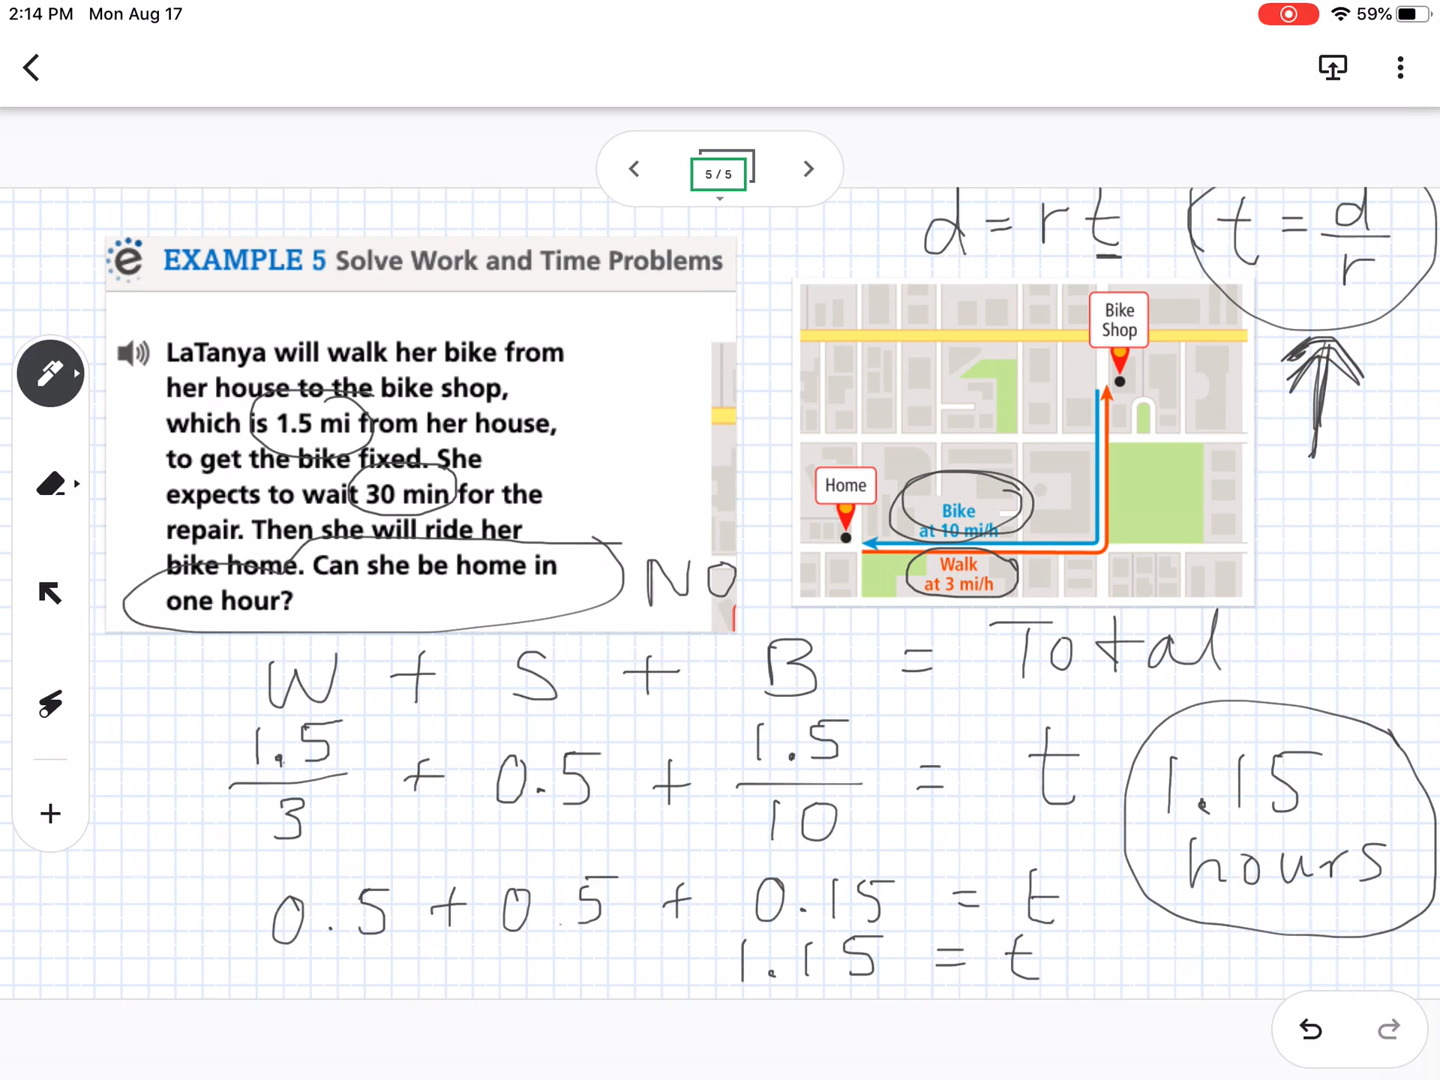 2:14 PM Mon Aug 17
59%
5 / 5
d = r t
t = d/r
e EXAMPLE 5 Solve Work and Time Problems
LaTanya will walk her bike from
her house to the bike shop,
which is 1.5 mi from her house,
to get the bike fixed. She
expects to wait 30 min for the
repair. Then she will ride her
bike home. Can she be home in
one hour?
NO
Bike
Shop
Home
Bike
at 10 mi/h
Walk
at 3 mi/h
W + S + B = Total
1.5/3 + 0.5 + 1.5/10 = t
0.5 + 0.5 + 0.15 = t
1.15 = t
1.15
hours